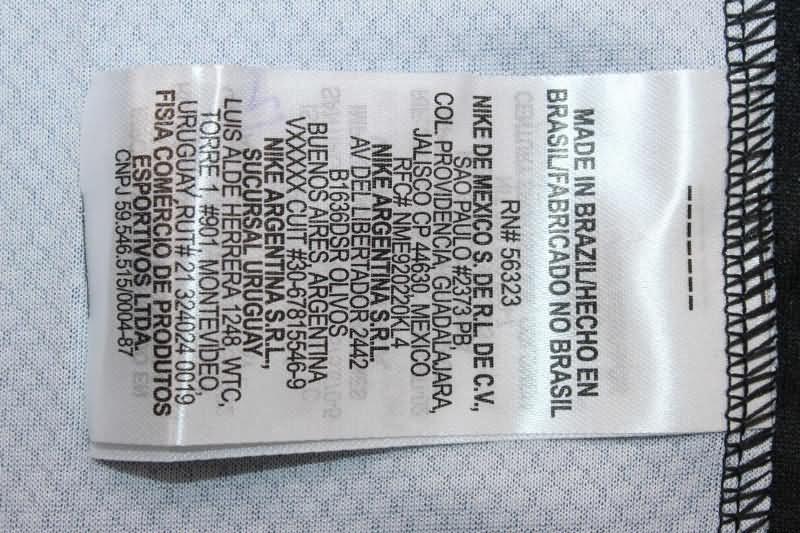 MADE IN BRAZIL/HECHO EN
BRASIL/FABRICADO NO BRASIL
RN# 56323
NIKE DE MEXICO S. DE R.L. DE C.V.,
SAO PAULO #2373 PB,
COL. PROVIDENCIA, GUADALAJARA,
JALISCO CP 44630, MEXICO
RFC# NME920220KL4
NIKE ARGENTINA S.R.L.
AV DEL LIBERTADOR 2442
B1636DSR OLIVOS
BUENOS AIRES, ARGENTINA
VXXXXX CUIT #30-67815546-9
NIKE ARGENTINA S.R.L.,
SUCURSAL URUGUAY
LUIS ALDE HERRERA 1248, WTC,
TORRE 1, #901, MONTEVIDEO,
URUGUAY, RUT# 21 324024 0019,
FISIA COMÉRCIO DE PRODUTOS
ESPORTIVOS LTDA.
CNPJ 59.546.515/0004-87